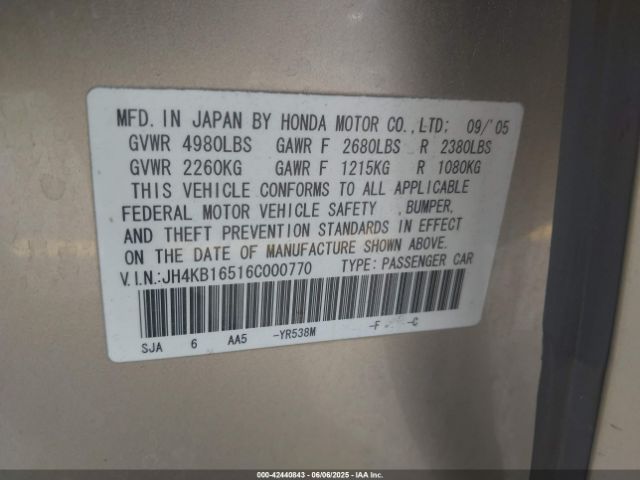 MFD. IN JAPAN BY HONDA MOTOR CO., LTD: 09/'05
GVWR 4980LBS GAWR F 2680LBS R 2380LBS
GVWR 2260KG GAWR F 1215KG R 1080KG
THIS VEHICLE CONFORMS TO ALL APPLICABLE
FEDERAL MOTOR VEHICLE SAFETY ,BUMPER,
AND THEFT PREVENTION STANDARDS IN EFFECT
ON THE DATE OF MANUFACTURE SHOWN ABOVE.
V.I.N.:JH4KB16516C000770 TYPE: PASSENGER CAR
SJA 6 AA5 -YR538M -F -C
000-42440843 - 06/06/2025 - IAA Inc.